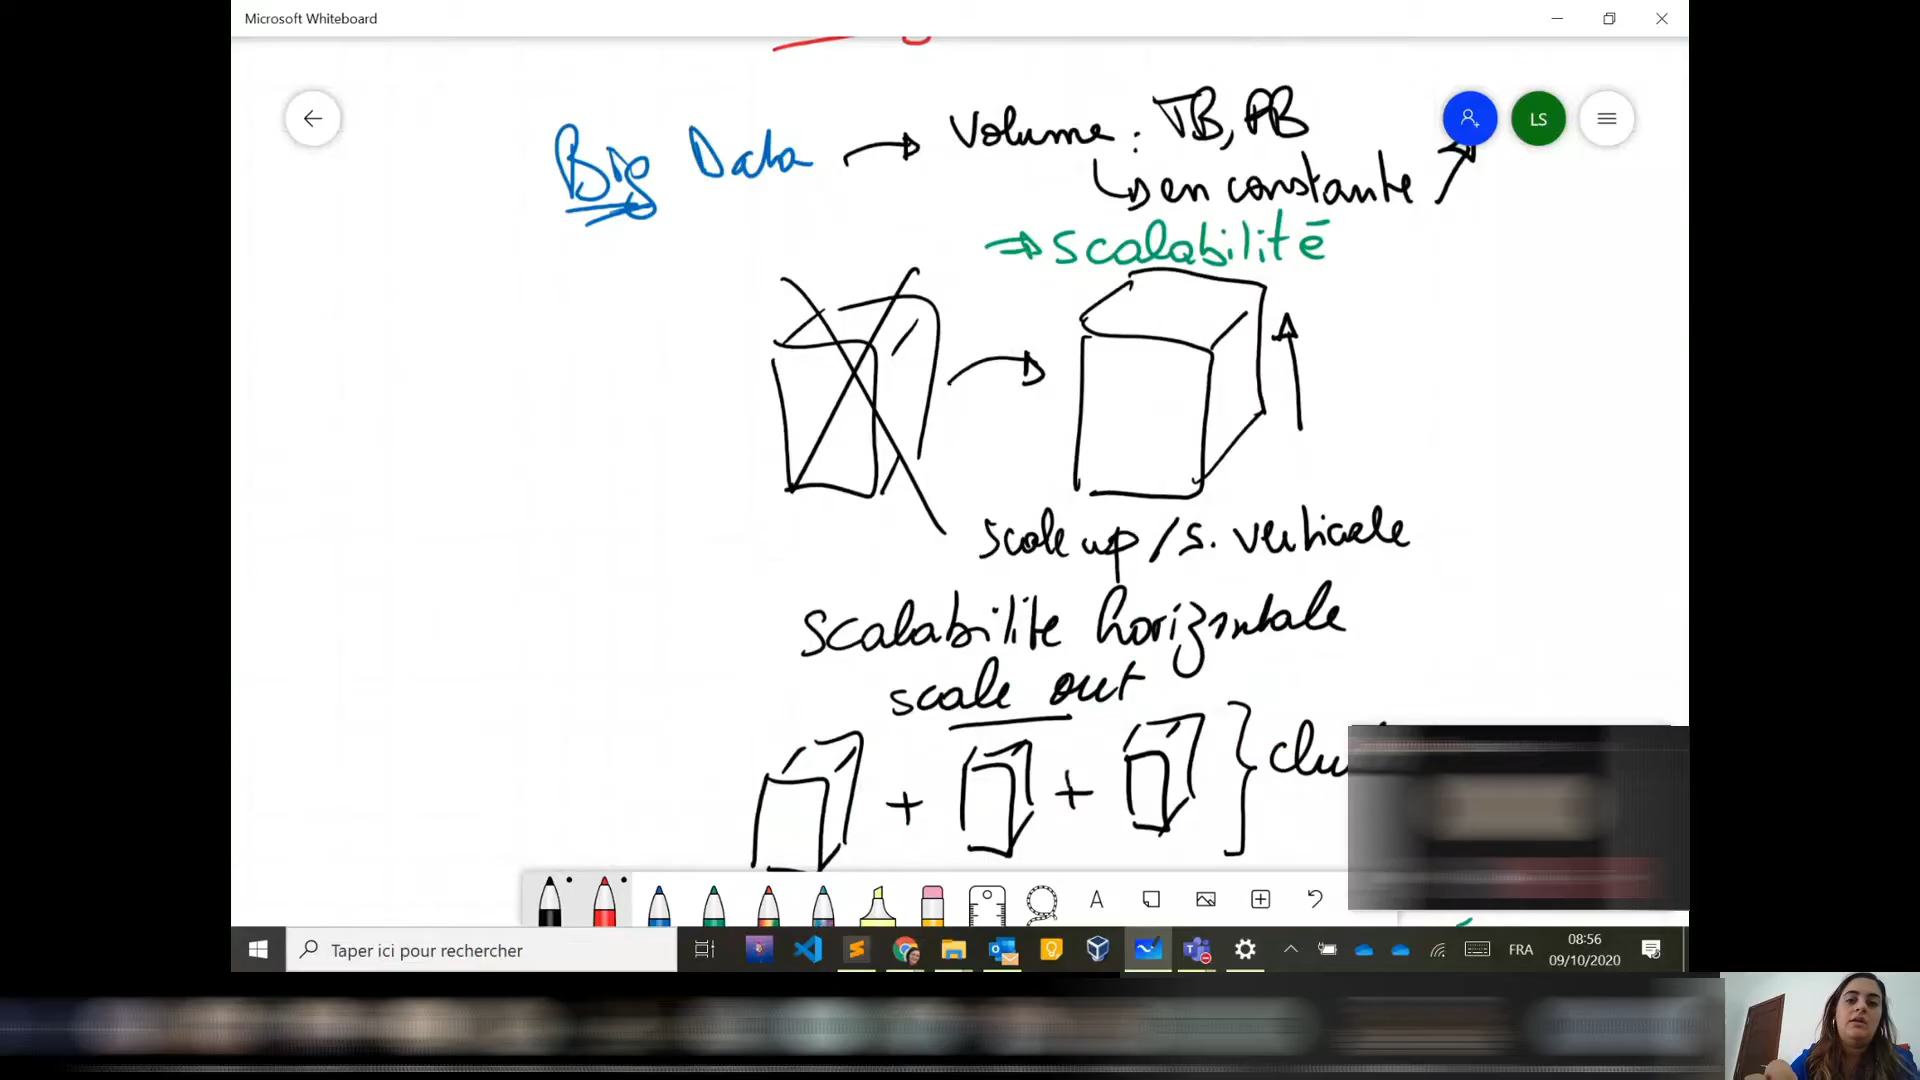 Microsoft Whiteboard
Big Data → Volume : TB, PB
↳ en constante ↗
LS
⇒ scalabilité
scale up / s. verticale
scalabilite horizontale
scale out
+ + }
A
Taper ici pour rechercher
FRA
08:56
09/10/2020